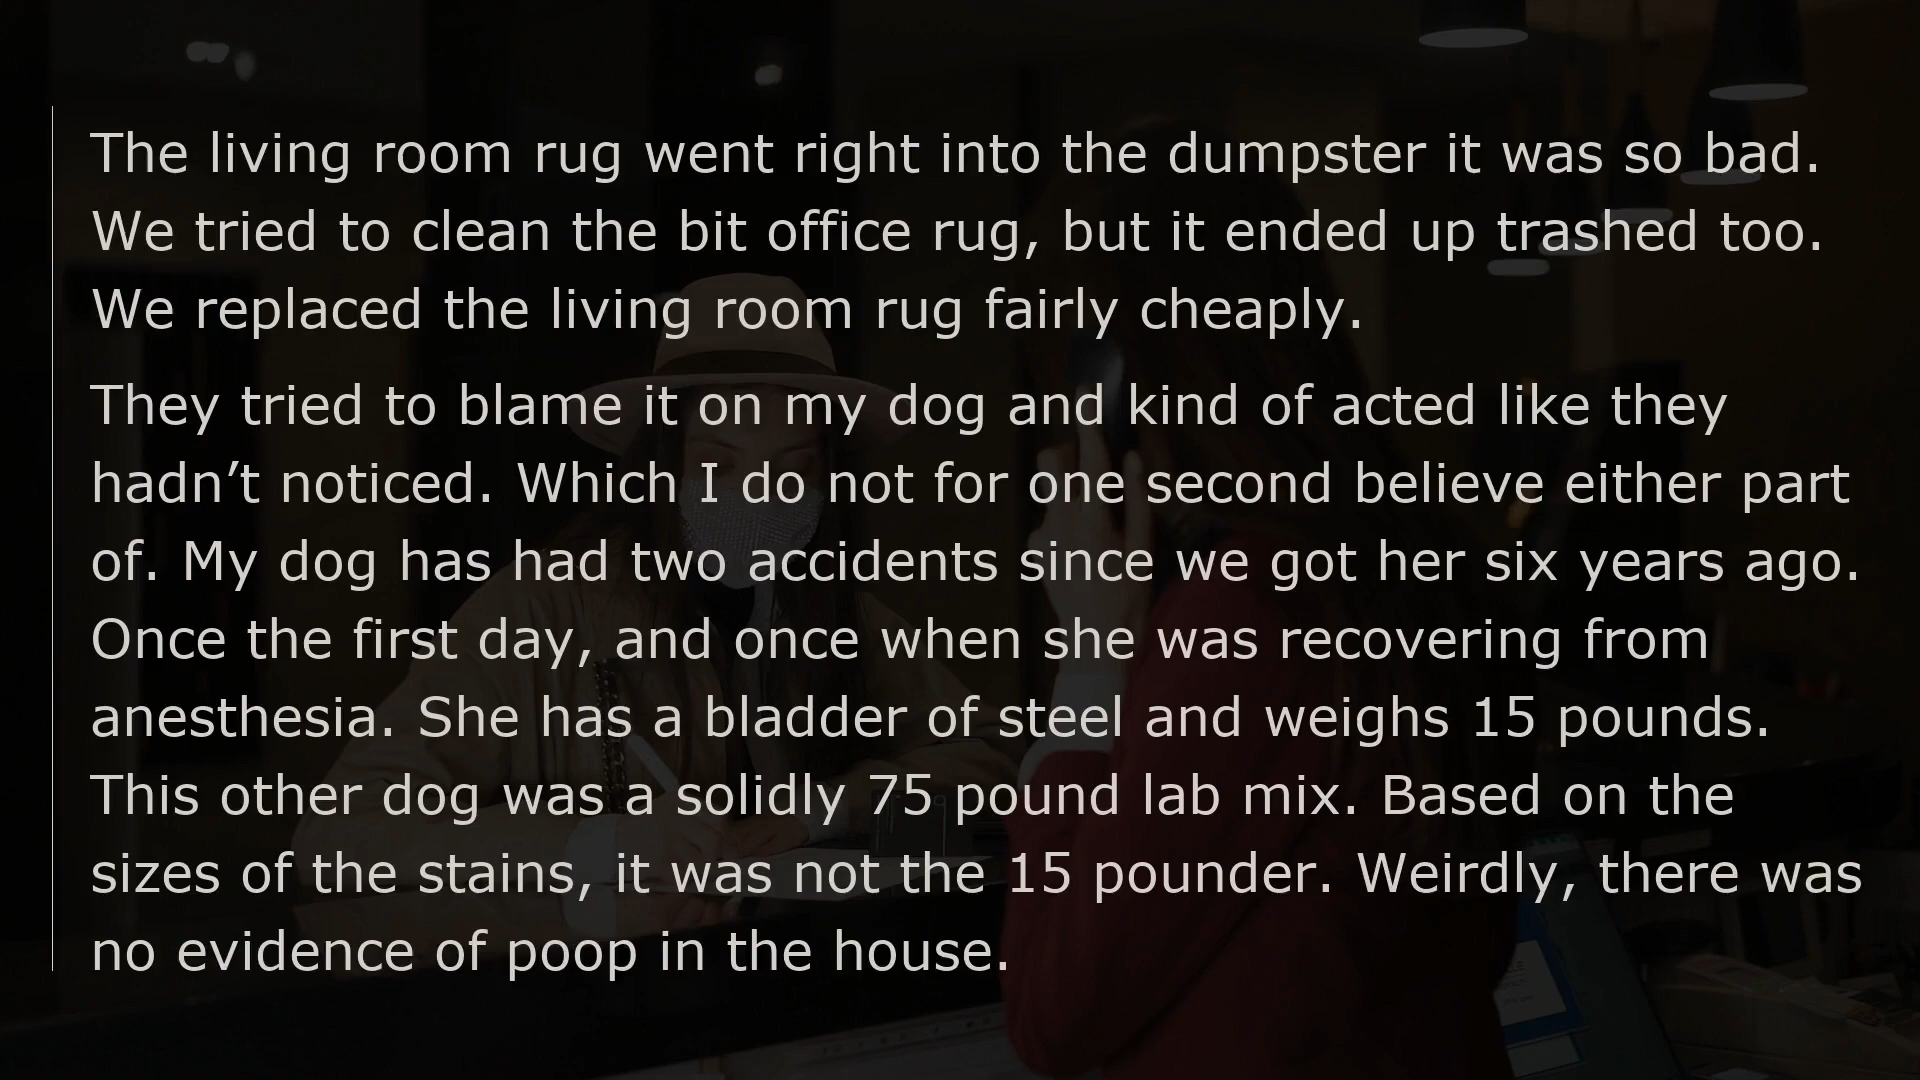 The living room rug went right into the dumpster it was so bad.
We tried to clean the bit office rug, but it ended up trashed too.
We replaced the living room rug fairly cheaply.
They tried to blame it on my dog and kind of acted like they
hadn’t noticed. Which I do not for one second believe either part
of. My dog has had two accidents since we got her six years ago.
Once the first day, and once when she was recovering from
anesthesia. She has a bladder of steel and weighs 15 pounds.
This other dog was a solidly 75 pound lab mix. Based on the
sizes of the stains, it was not the 15 pounder. Weirdly, there was
no evidence of poop in the house.